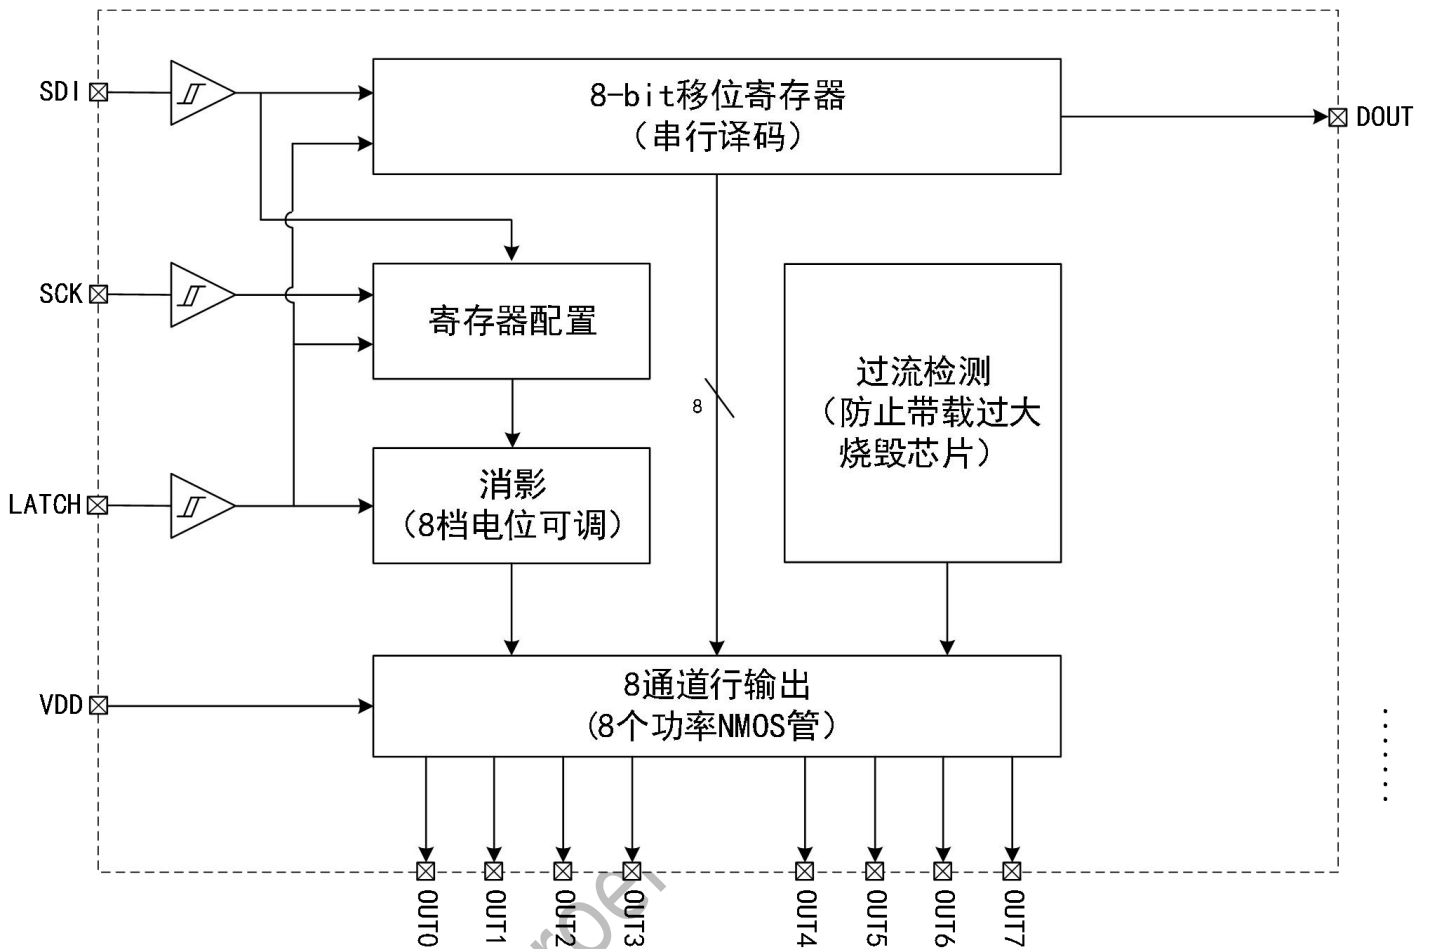 SDI
8-bit移位寄存器
（串行译码）
DOUT
SCK
寄存器配置
过流检测
（防止带载过大
烧毁芯片）
8
LATCH
消影
（8档电位可调）
VDD
8通道行输出
(8个功率NMOS管）
OUT0
OUT1
OUT2
OUT3
OUT4
OUT5
OUT6
OUT7